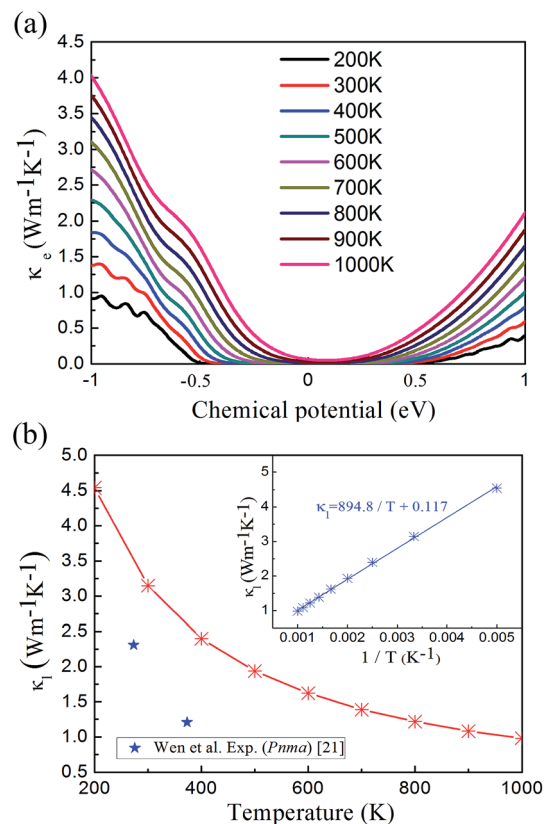 (a)
4.5
4.0
3.5
3.0
2.5
2.0
1.5
1.0
0.5
0.0
κe (Wm-1K-1)
200K
300K
400K
500K
600K
700K
800K
900K
1000K
-1 -0.5 0 0.5 1
Chemical potential (eV)
(b)
5.0
4.5
4.0
3.5
3.0
2.5
2.0
1.5
1.0
0.5
κl (Wm-1K-1)
5
4
3
2
1
κl (Wm-1K-1)
κl=894.8 / T + 0.117
0.001 0.002 0.003 0.004 0.005
1 / T (K-1)
Wen et al. Exp. (Pnma) [21]
200 400 600 800 1000
Temperature (K)